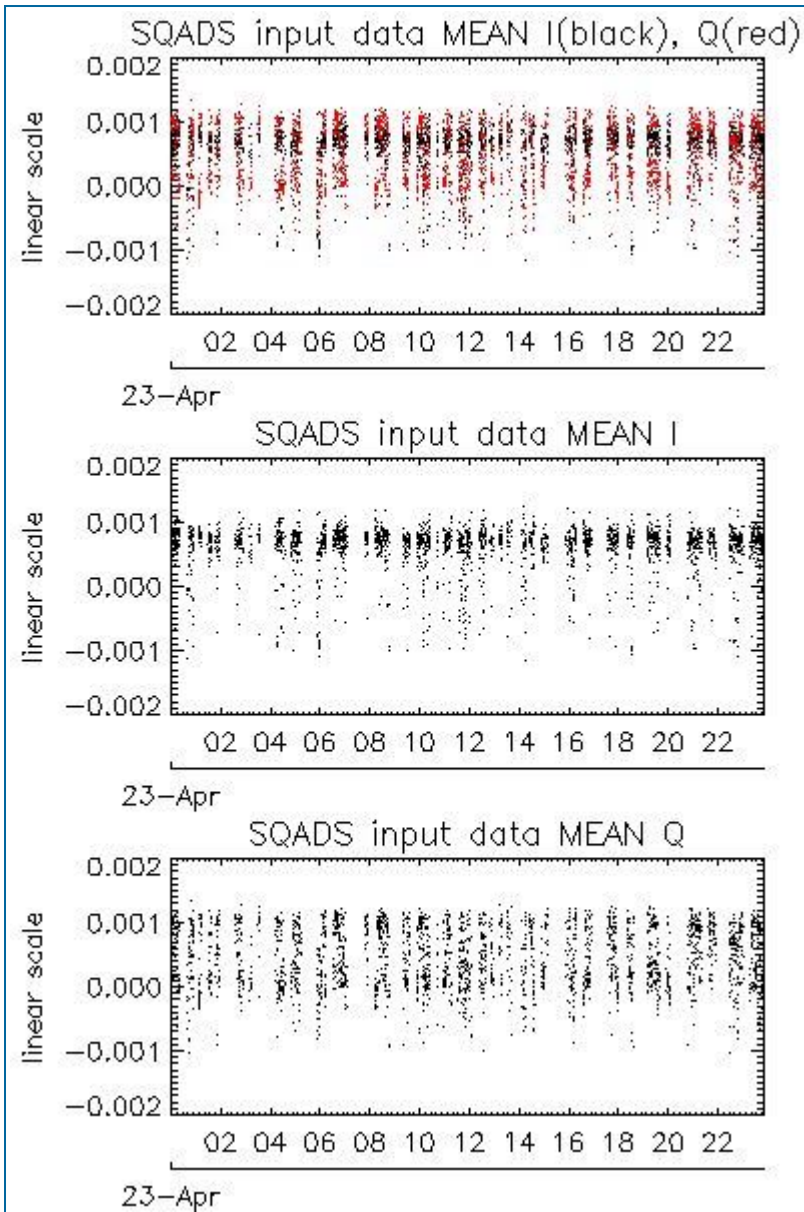 SQADS input data MEAN I(black), Q(red)
linear scale
0.002
0.001
0.000
-0.001
-0.002
02 04 06 08 10 12 14 16 18 20 22
23-Apr
SQADS input data MEAN I
linear scale
0.002
0.001
0.000
-0.001
-0.002
02 04 06 08 10 12 14 16 18 20 22
23-Apr
SQADS input data MEAN Q
linear scale
0.002
0.001
0.000
-0.001
-0.002
02 04 06 08 10 12 14 16 18 20 22
23-Apr